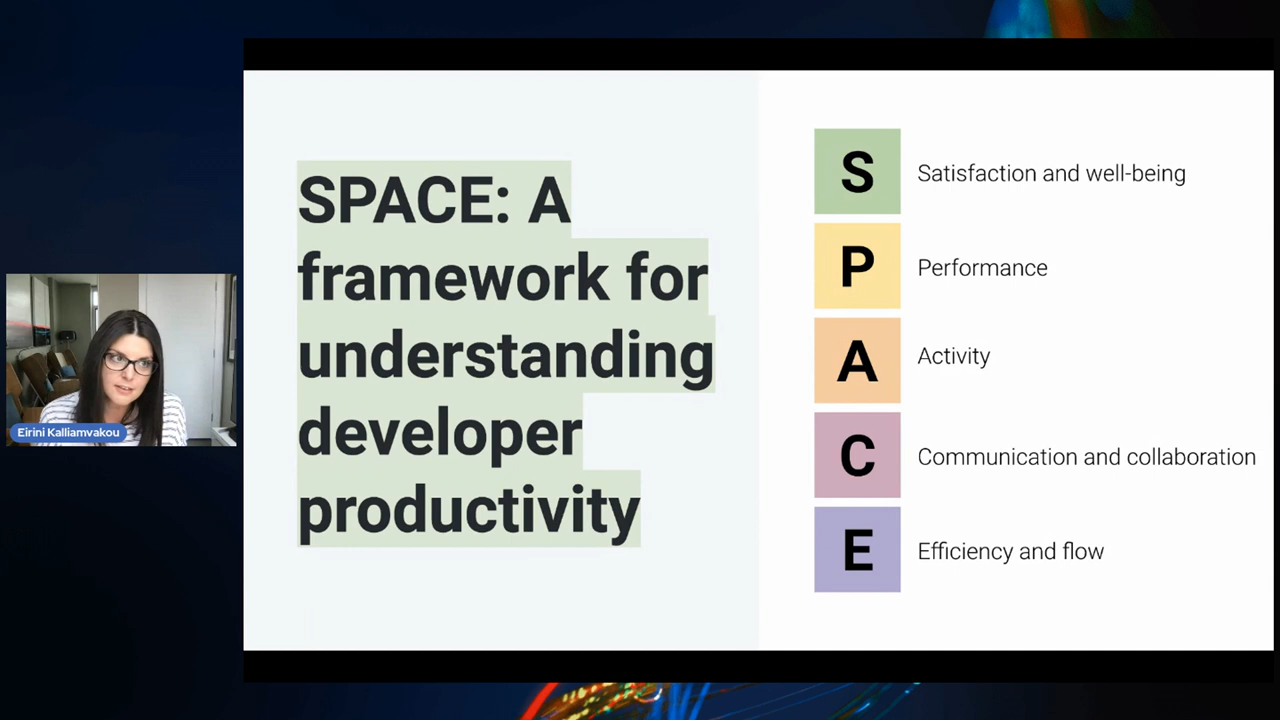 SPACE: A
framework for
understanding
developer
productivity
S Satisfaction and well-being
P Performance
A Activity
C Communication and collaboration
E Efficiency and flow
Eirini Kalliamvakou